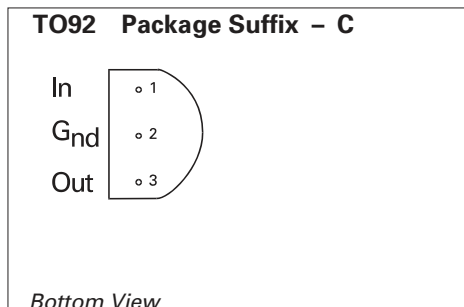 TO92 Package Suffix – C
In 1
Gnd 2
Out 3
Bottom View